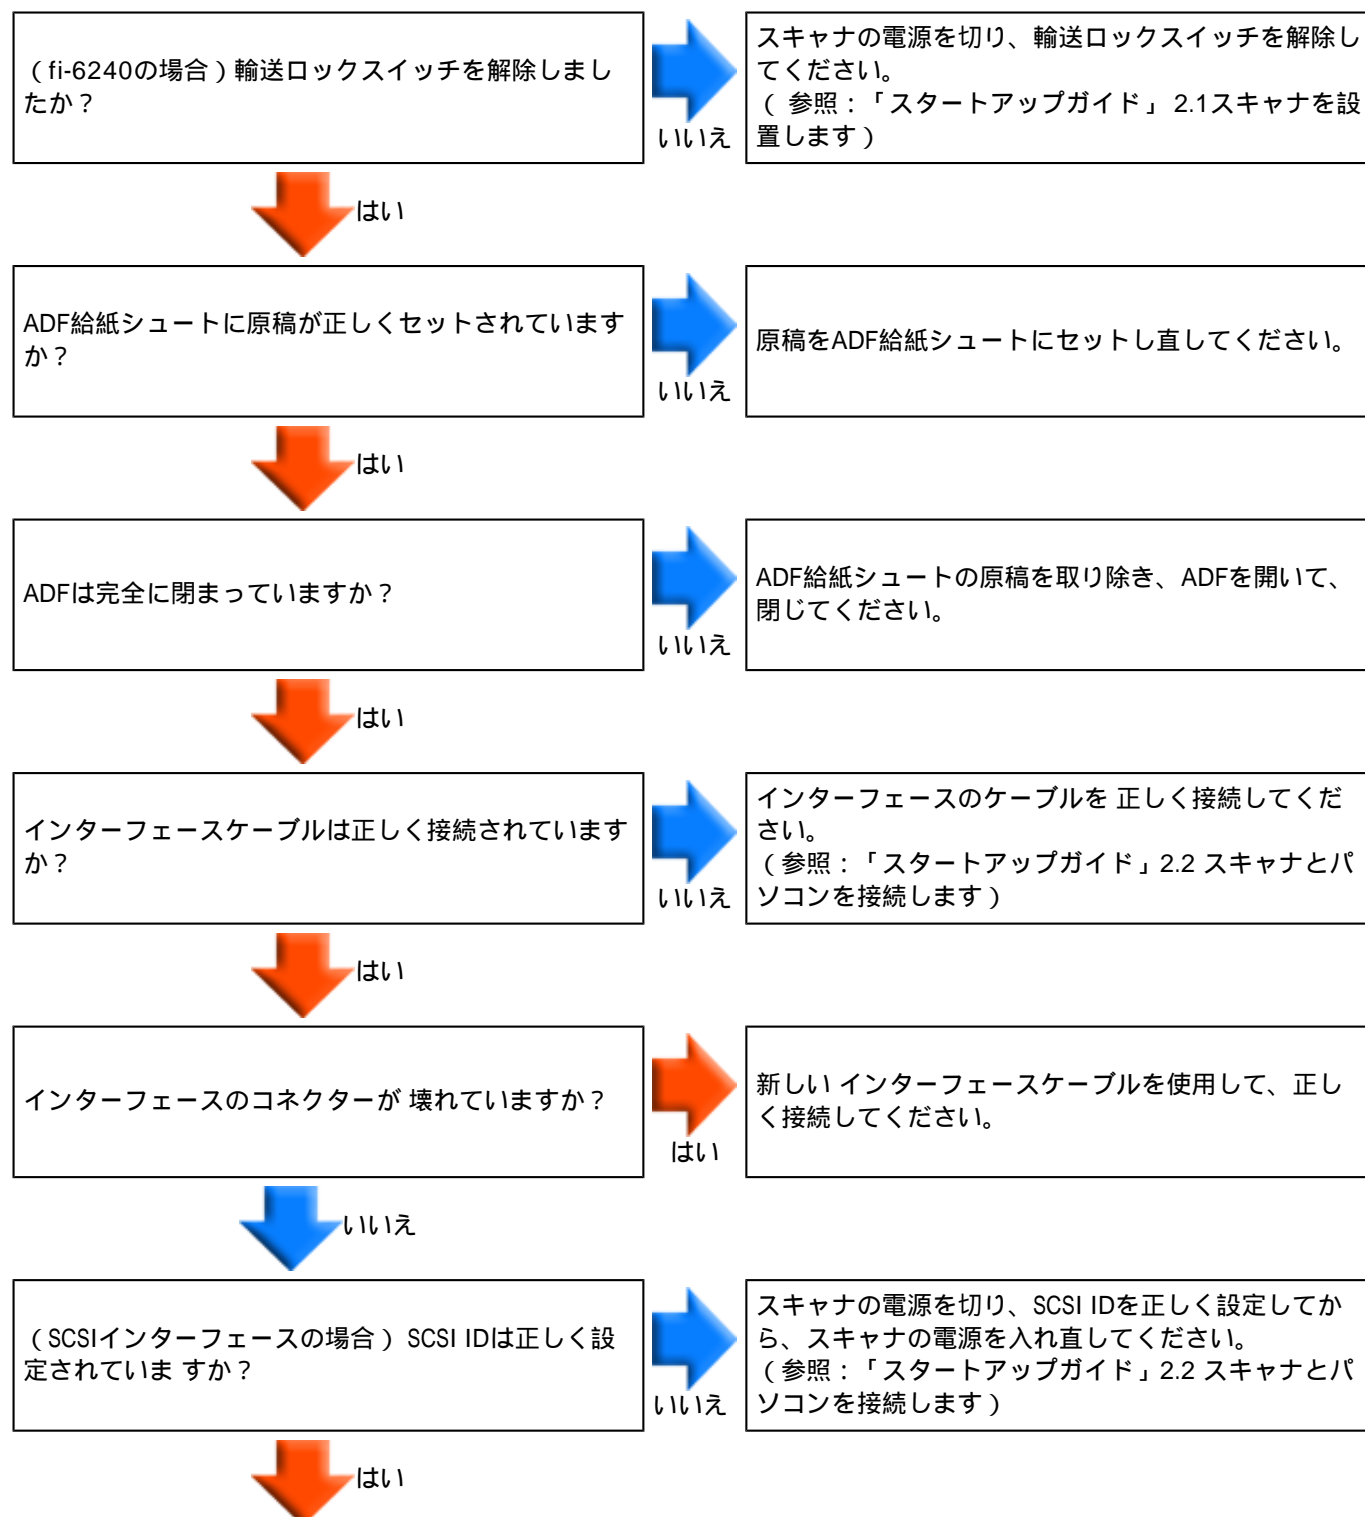 （fi-6240の場合）輸送ロックスイッチを解除しまし
たか？
いいえ
スキャナの電源を切り、輸送ロックスイッチを解除し
てください。
（ 参照：「スタートアップガイド」 2.1スキャナを設
置します）
はい
ADF給紙シュートに原稿が正しくセットされています
か？
いいえ
原稿をADF給紙シュートにセットし直してください。
はい
ADFは完全に閉まっていますか？
いいえ
ADF給紙シュートの原稿を取り除き、ADFを開いて、
閉じてください。
はい
インターフェースケーブルは正しく接続されています
か？
いいえ
インターフェースのケーブルを 正しく接続してくだ
さい。
（参照：「スタートアップガイド」2.2 スキャナとパ
ソコンを接続します）
はい
インターフェースのコネクターが 壊れていますか？
はい
新しい インターフェースケーブルを使用して、正し
く接続してください。
いいえ
（SCSIインターフェースの場合） SCSI IDは正しく設
定されていま すか？
いいえ
スキャナの電源を切り、SCSI IDを正しく設定してか
ら、スキャナの電源を入れ直してください。
（参照：「スタートアップガイド」2.2 スキャナとパ
ソコンを接続します）
はい